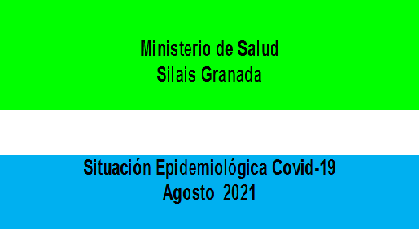 Ministerio de Salud
Silais Granada
Situación Epidemiológica Covid-19
Agosto 2021